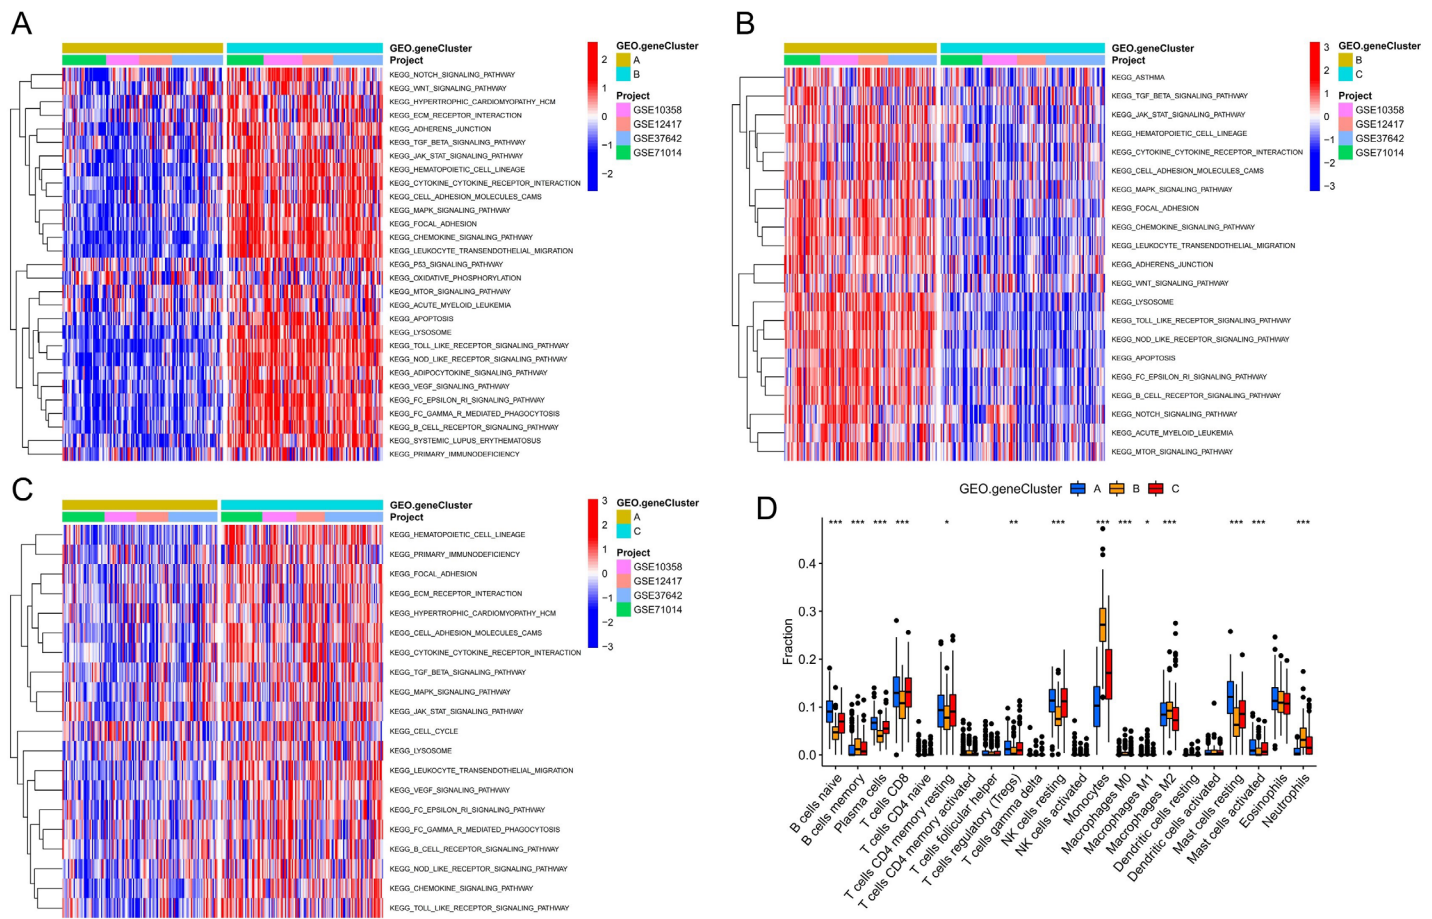 A
GEO.geneCluster
Project
KEGG_NOTCH_SIGNALING_PATHWAY
KEGG_WNT_SIGNALING_PATHWAY
KEGG_HYPERTROPHIC_CARDIOMYOPATHY_HCM
KEGG_ECM_RECEPTOR_INTERACTION
KEGG_ADHERENS_JUNCTION
KEGG_TGF_BETA_SIGNALING_PATHWAY
KEGG_JAK_STAT_SIGNALING_PATHWAY
KEGG_HEMATOPOIETIC_CELL_LINEAGE
KEGG_CYTOKINE_CYTOKINE_RECEPTOR_INTERACTION
KEGG_CELL_ADHESION_MOLECULES_CAMS
KEGG_MAPK_SIGNALING_PATHWAY
KEGG_FOCAL_ADHESION
KEGG_CHEMOKINE_SIGNALING_PATHWAY
KEGG_LEUKOCYTE_TRANSENDOTHELIAL_MIGRATION
KEGG_P53_SIGNALING_PATHWAY
KEGG_OXIDATIVE_PHOSPHORYLATION
KEGG_MTOR_SIGNALING_PATHWAY
KEGG_ACUTE_MYELOID_LEUKEMIA
KEGG_APOPTOSIS
KEGG_LYSOSOME
KEGG_TOLL_LIKE_RECEPTOR_SIGNALING_PATHWAY
KEGG_NOD_LIKE_RECEPTOR_SIGNALING_PATHWAY
KEGG_ADIPOCYTOKINE_SIGNALING_PATHWAY
KEGG_VEGF_SIGNALING_PATHWAY
KEGG_FC_EPSILON_RI_SIGNALING_PATHWAY
KEGG_FC_GAMMA_R_MEDIATED_PHAGOCYTOSIS
KEGG_B_CELL_RECEPTOR_SIGNALING_PATHWAY
KEGG_SYSTEMIC_LUPUS_ERYTHEMATOSUS
KEGG_PRIMARY_IMMUNODEFICIENCY
2
1
0
−1
−2
GEO.geneCluster
A
B
Project
GSE10358
GSE12417
GSE37642
GSE71014
B
GEO.geneCluster
Project
KEGG_ASTHMA
KEGG_TGF_BETA_SIGNALING_PATHWAY
KEGG_JAK_STAT_SIGNALING_PATHWAY
KEGG_HEMATOPOIETIC_CELL_LINEAGE
KEGG_CYTOKINE_CYTOKINE_RECEPTOR_INTERACTION
KEGG_CELL_ADHESION_MOLECULES_CAMS
KEGG_MAPK_SIGNALING_PATHWAY
KEGG_FOCAL_ADHESION
KEGG_CHEMOKINE_SIGNALING_PATHWAY
KEGG_LEUKOCYTE_TRANSENDOTHELIAL_MIGRATION
KEGG_ADHERENS_JUNCTION
KEGG_WNT_SIGNALING_PATHWAY
KEGG_LYSOSOME
KEGG_TOLL_LIKE_RECEPTOR_SIGNALING_PATHWAY
KEGG_NOD_LIKE_RECEPTOR_SIGNALING_PATHWAY
KEGG_APOPTOSIS
KEGG_FC_EPSILON_RI_SIGNALING_PATHWAY
KEGG_B_CELL_RECEPTOR_SIGNALING_PATHWAY
KEGG_NOTCH_SIGNALING_PATHWAY
KEGG_ACUTE_MYELOID_LEUKEMIA
KEGG_MTOR_SIGNALING_PATHWAY
3
2
1
0
−1
−2
−3
GEO.geneCluster
B
C
Project
GSE10358
GSE12417
GSE37642
GSE71014
C
GEO.geneCluster
Project
KEGG_HEMATOPOIETIC_CELL_LINEAGE
KEGG_PRIMARY_IMMUNODEFICIENCY
KEGG_FOCAL_ADHESION
KEGG_ECM_RECEPTOR_INTERACTION
KEGG_HYPERTROPHIC_CARDIOMYOPATHY_HCM
KEGG_CELL_ADHESION_MOLECULES_CAMS
KEGG_CYTOKINE_CYTOKINE_RECEPTOR_INTERACTION
KEGG_TGF_BETA_SIGNALING_PATHWAY
KEGG_MAPK_SIGNALING_PATHWAY
KEGG_JAK_STAT_SIGNALING_PATHWAY
KEGG_CELL_CYCLE
KEGG_LYSOSOME
KEGG_LEUKOCYTE_TRANSENDOTHELIAL_MIGRATION
KEGG_VEGF_SIGNALING_PATHWAY
KEGG_FC_EPSILON_RI_SIGNALING_PATHWAY
KEGG_FC_GAMMA_R_MEDIATED_PHAGOCYTOSIS
KEGG_B_CELL_RECEPTOR_SIGNALING_PATHWAY
KEGG_NOD_LIKE_RECEPTOR_SIGNALING_PATHWAY
KEGG_CHEMOKINE_SIGNALING_PATHWAY
KEGG_TOLL_LIKE_RECEPTOR_SIGNALING_PATHWAY
3
2
1
0
−1
−2
−3
GEO.geneCluster
A
C
Project
GSE10358
GSE12417
GSE37642
GSE71014
D
GEO.geneCluster A B C
*** *** *** *** * ** *** *** *** * *** *** *** ***
Fraction
0.4
0.3
0.2
0.1
0.0
B cells naive
B cells memory
Plasma cells
T cells CD8
T cells CD4 naive
T cells CD4 memory resting
T cells CD4 memory activated
T cells follicular helper
T cells regulatory (Tregs)
T cells gamma delta
NK cells resting
NK cells activated
Monocytes
Macrophages M0
Macrophages M1
Macrophages M2
Dendritic cells resting
Dendritic cells activated
Mast cells resting
Mast cells activated
Eosinophils
Neutrophils